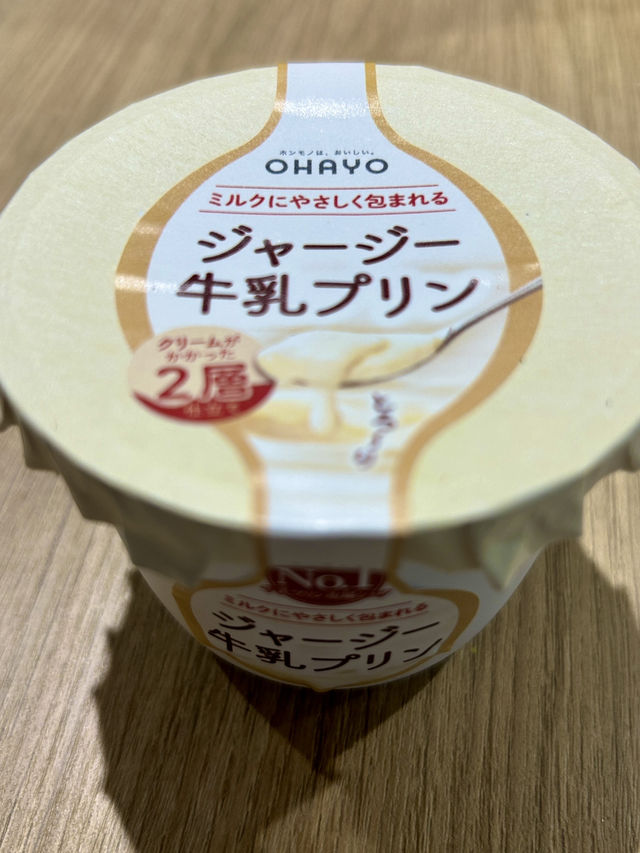 ホンモノは、おいしい。
OHAYO
ミルクにやさしく包まれる
ジャージー
牛乳プリン
クリームが
かかった
2層
仕立て
とろ〜り
No.1
ミルクにやさしく包まれる
ジャージー
牛乳プリン